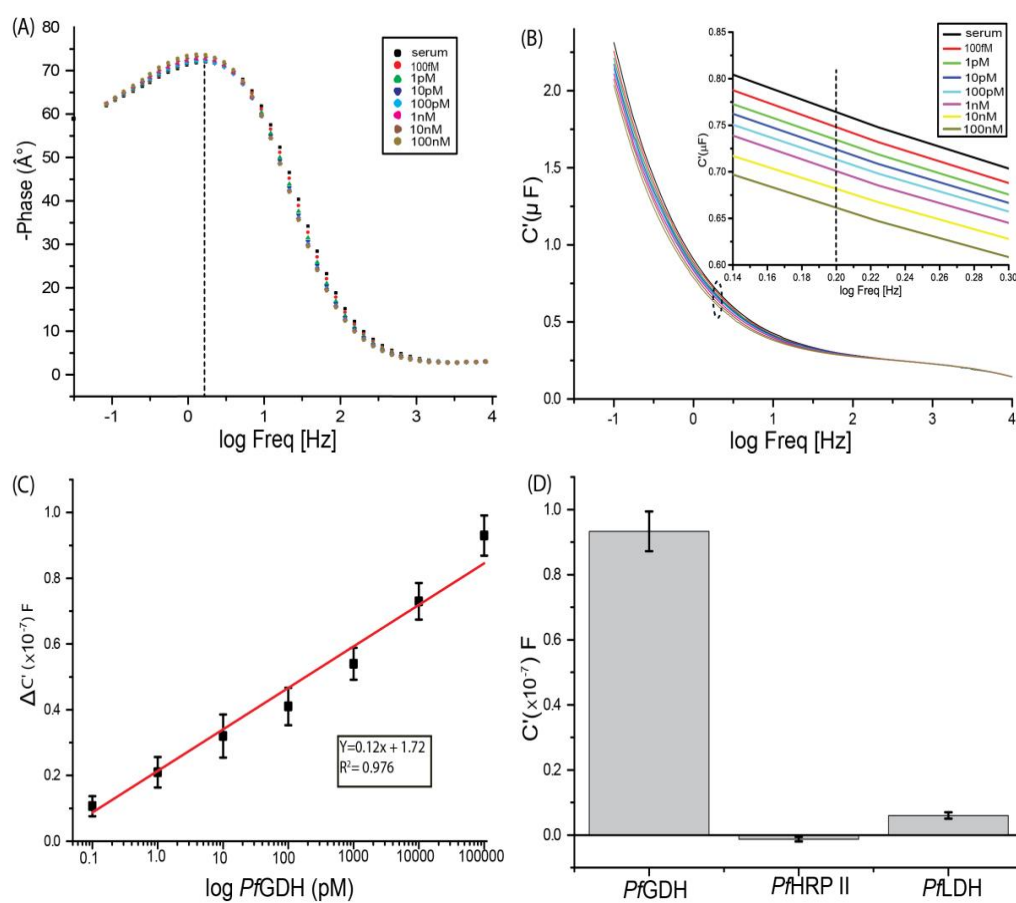 (A)
80
70
60
50
40
30
20
10
0
-Phase (Â°)
-1 0 1 2 3 4
log Freq [Hz]
serum
100fM
1pM
10pM
100pM
1nM
10nM
100nM
(B)
2.0
1.5
1.0
0.5
0.0
C'(μ F)
-1 0 1 2 3 4
log Freq [Hz]
0.85
0.80
0.75
0.70
0.65
0.60
C'(μF)
0.14 0.16 0.18 0.20 0.22 0.24 0.26 0.28 0.30
log Freq [Hz]
serum
100fM
1pM
10pM
100pM
1nM
10nM
100nM
(C)
1.0
0.8
0.6
0.4
0.2
0.0
ΔC' (×10⁻⁷) F
0.1 1.0 10 100 1000 10000 100000
log PfGDH (pM)
Y=0.12x + 1.72
R²= 0.976
(D)
1.0
0.8
0.6
0.4
0.2
0.0
C'(×10⁻⁷) F
PfGDH PfHRP II PfLDH